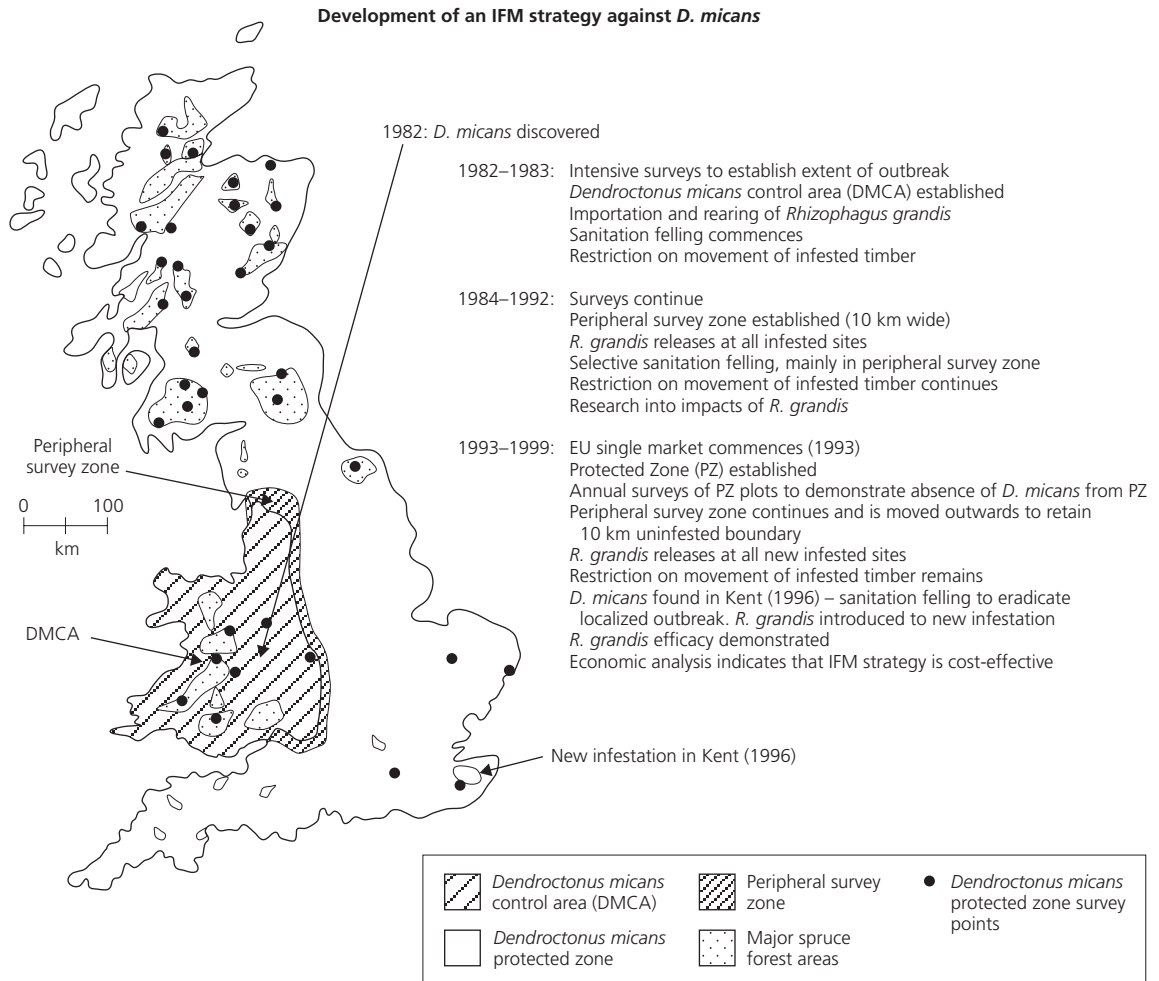 Development of an IFM strategy against D. micans
1982: D. micans discovered
1982–1983: Intensive surveys to establish extent of outbreak
Dendroctonus micans control area (DMCA) established
Importation and rearing of Rhizophagus grandis
Sanitation felling commences
Restriction on movement of infested timber
1984–1992: Surveys continue
Peripheral survey zone established (10 km wide)
R. grandis releases at all infested sites
Selective sanitation felling, mainly in peripheral survey zone
Restriction on movement of infested timber continues
Research into impacts of R. grandis
1993–1999: EU single market commences (1993)
Protected Zone (PZ) established
Annual surveys of PZ plots to demonstrate absence of D. micans from PZ
Peripheral survey zone continues and is moved outwards to retain
10 km uninfested boundary
R. grandis releases at all new infested sites
Restriction on movement of infested timber remains
D. micans found in Kent (1996) – sanitation felling to eradicate
localized outbreak. R. grandis introduced to new infestation
R. grandis efficacy demonstrated
Economic analysis indicates that IFM strategy is cost-effective
Peripheral
survey zone
0 100
km
DMCA
New infestation in Kent (1996)
Dendroctonus micans
control area (DMCA)
Dendroctonus micans
protected zone
Peripheral survey
zone
Major spruce
forest areas
Dendroctonus micans
protected zone survey
points